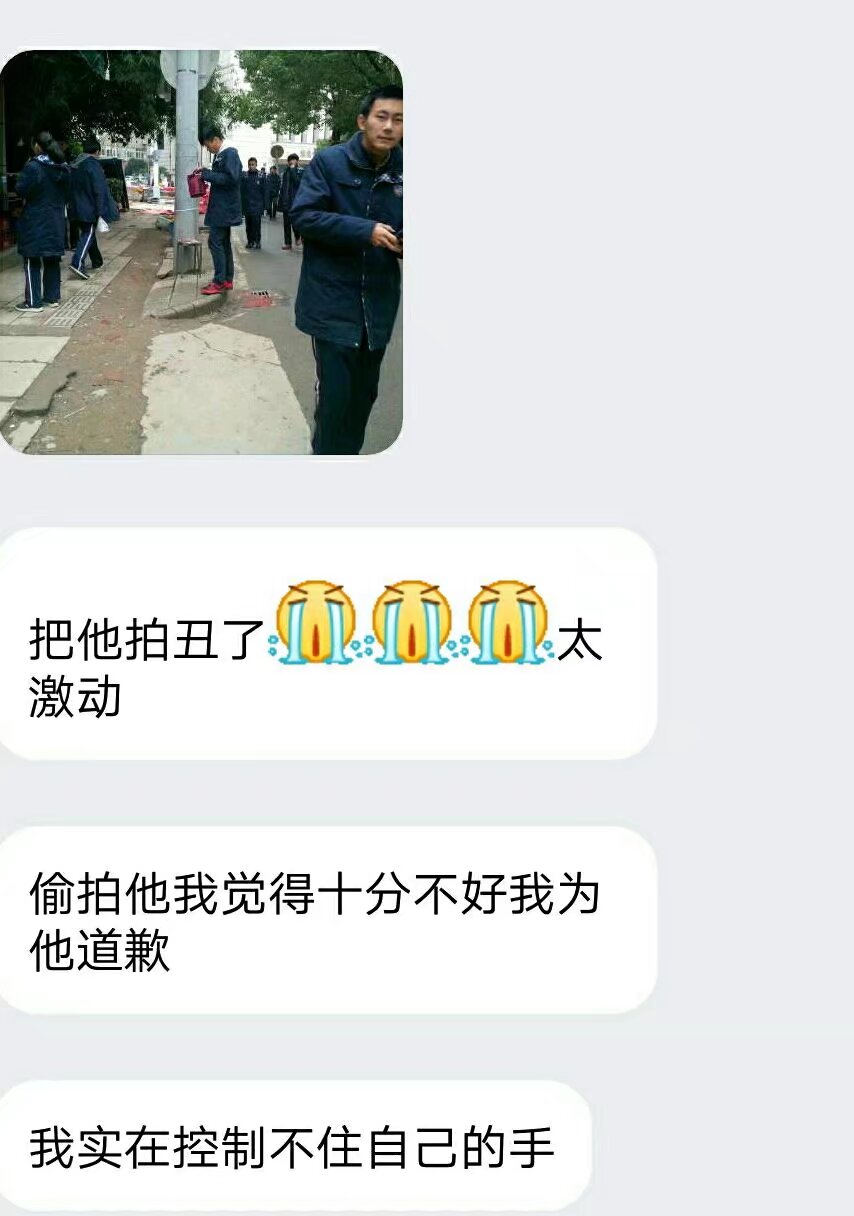 把他拍丑了😭😭😭太
激动
偷拍他我觉得十分不好我为
他道歉
我实在控制不住自己的手